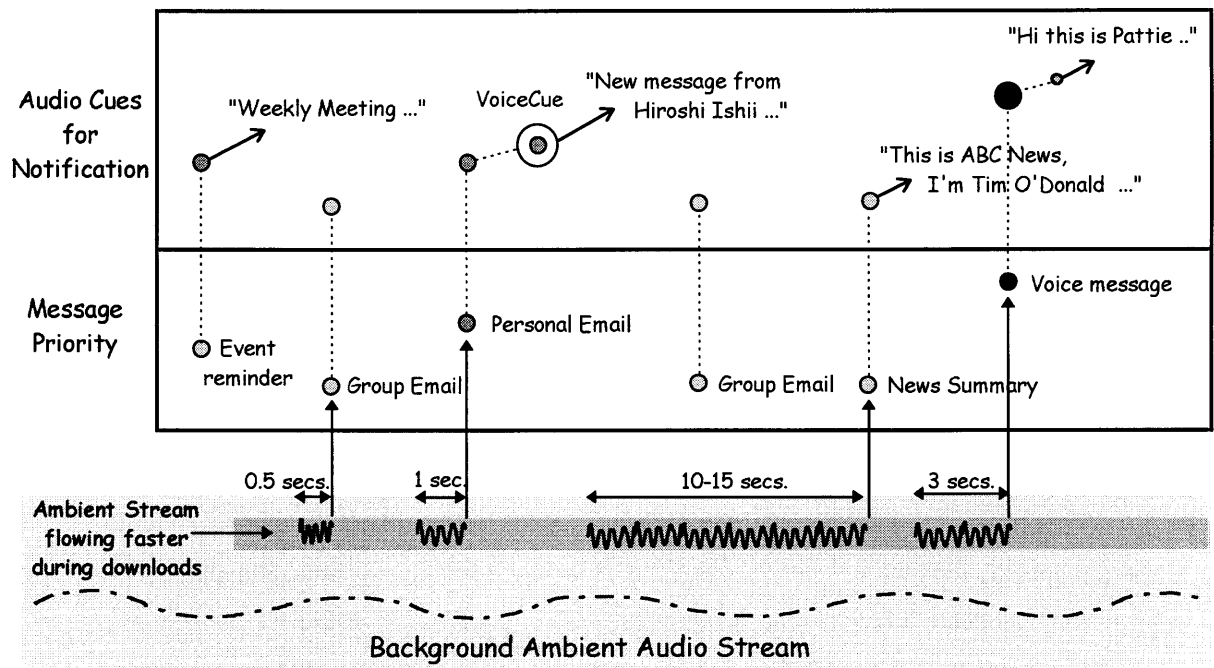 "Hi this is Pattie .."
Audio Cues
for
Notification
"Weekly Meeting ..."
VoiceCue
"New message from
Hiroshi Ishii ..."
"This is ABC News,
I'm Tim O'Donald ..."
Message
Priority
Event
reminder
Group Email
Personal Email
Group Email
News Summary
Voice message
0.5 secs.
1 sec.
10-15 secs.
3 secs.
Ambient Stream
flowing faster
during downloads
Background Ambient Audio Stream